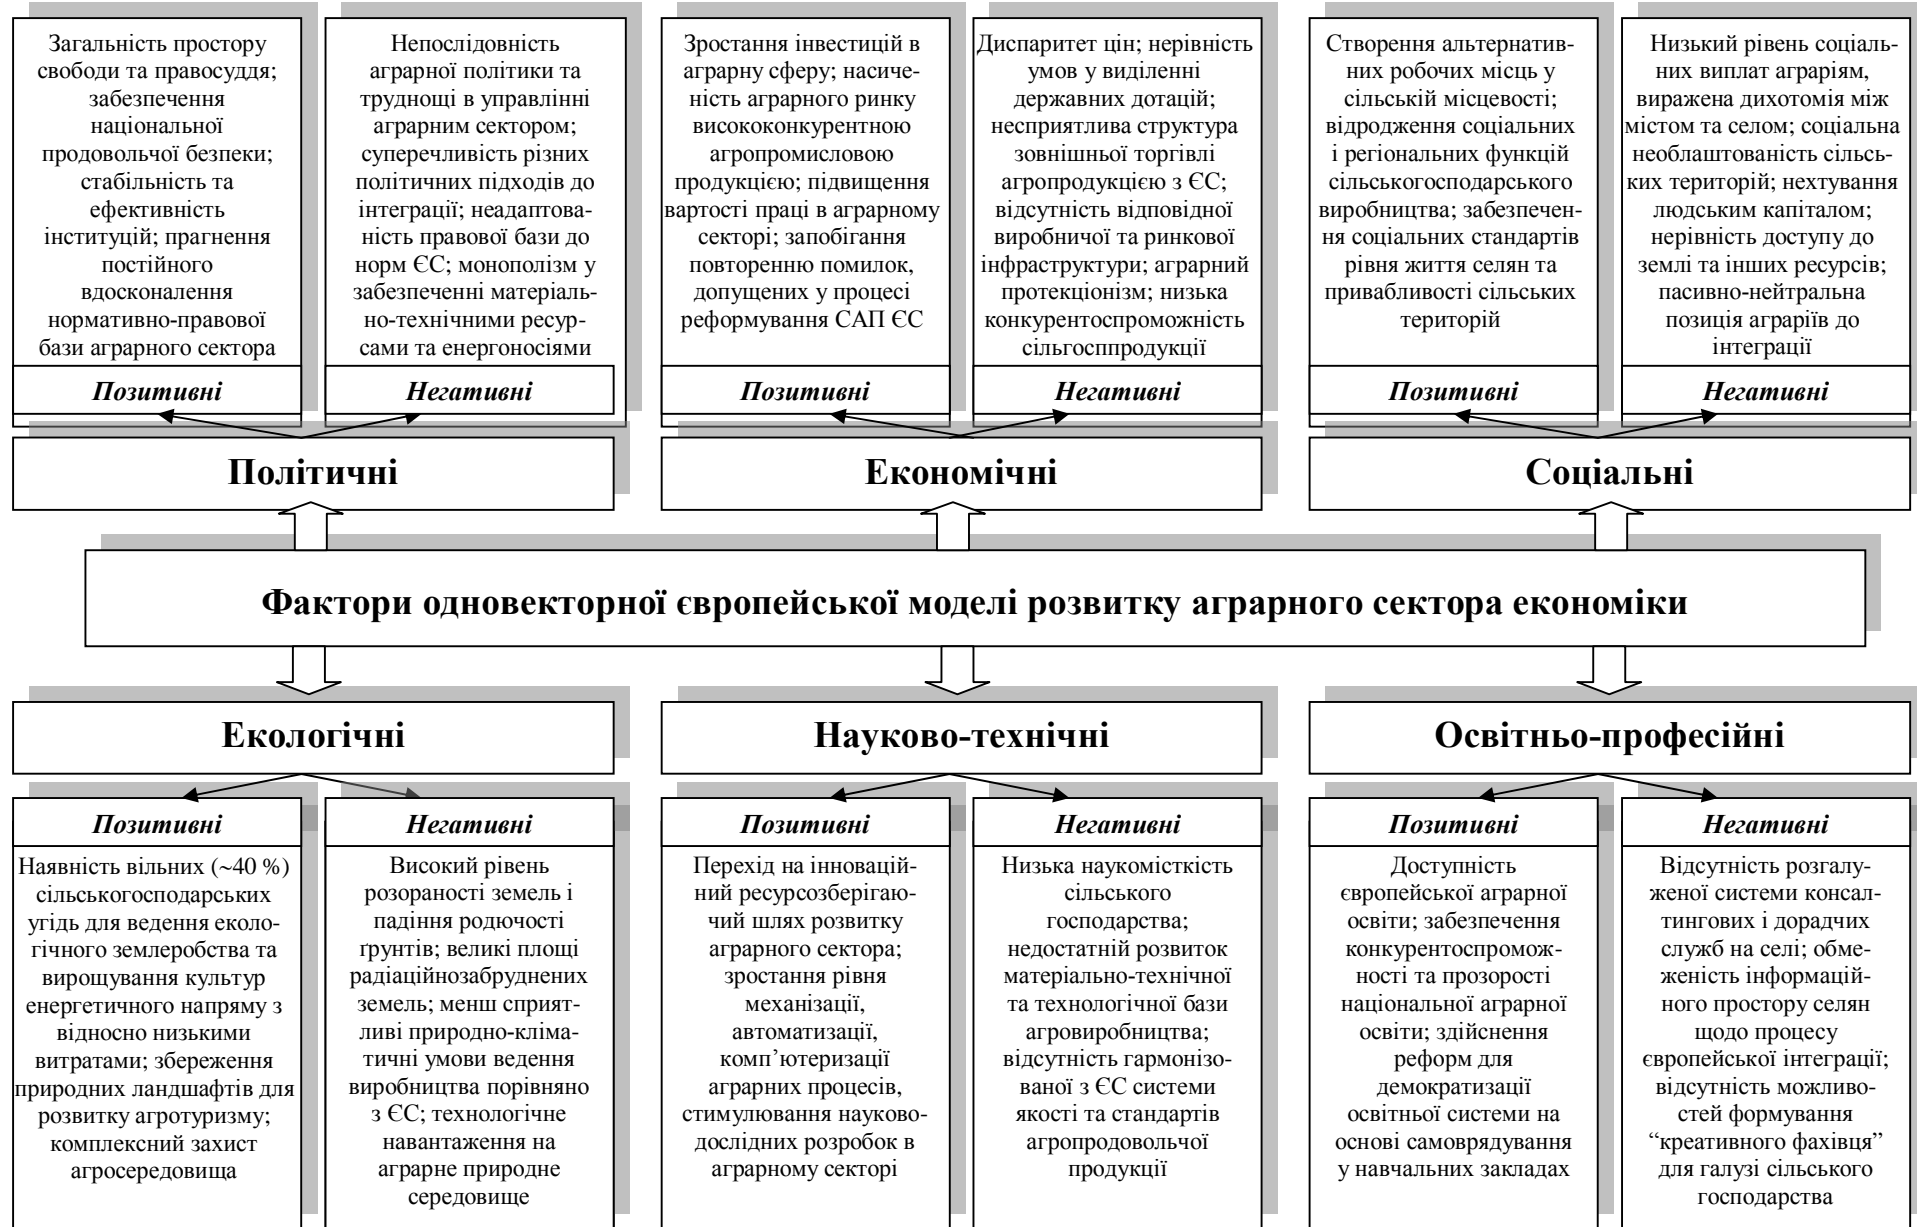 Загальність простору
свободи та правосуддя;
забезпечення
національної
продовольчої безпеки;
стабільність та
ефективність
інституцій; прагнення
постійного
вдосконалення
нормативно-правової
бази аграрного сектора
Позитивні
Непослідовність
аграрної політики та
труднощі в управлінні
аграрним сектором;
суперечливість різних
політичних підходів до
інтеграції; неадаптова-
ність правової бази до
норм ЄС; монополізм у
забезпеченні матеріаль-
но-технічними ресур-
сами та енергоносіями
Негативні
Політичні
Зростання інвестицій в
аграрну сферу; насиче-
ність аграрного ринку
висококонкурентною
агропромисловою
продукцією; підвищення
вартості праці в аграрному
секторі; запобігання
повторенню помилок,
допущених у процесі
реформування САП ЄС
Позитивні
Диспаритет цін; нерівність
умов у виділенні
державних дотацій;
несприятлива структура
зовнішньої торгівлі
агропродукцією з ЄС;
відсутність відповідної
виробничої та ринкової
інфраструктури; аграрний
протекціонізм; низька
конкурентоспроможність
сільгосппродукції
Негативні
Економічні
Створення альтернатив-
них робочих місць у
сільській місцевості;
відродження соціальних
і регіональних функцій
сільськогосподарського
виробництва; забезпечен-
ня соціальних стандартів
рівня життя селян та
привабливості сільських
територій
Позитивні
Низький рівень соціаль-
них виплат аграріям,
виражена дихотомія між
містом та селом; соціальна
необлаштованість сільсь-
ких територій; нехтування
людським капіталом;
нерівність доступу до
землі та інших ресурсів;
пасивно-нейтральна
позиція аграріїв до
інтеграції
Негативні
Соціальні
Фактори одновекторної європейської моделі розвитку аграрного сектора економіки
Екологічні
Позитивні
Наявність вільних (~40 %)
сільськогосподарських
угідь для ведення еколо-
гічного землеробства та
вирощування культур
енергетичного напряму з
відносно низькими
витратами; збереження
природних ландшафтів для
розвитку агротуризму;
комплексний захист
агросередовища
Негативні
Високий рівень
розораності земель і
падіння родючості
ґрунтів; великі площі
радіаційнозабруднених
земель; менш сприят-
ливі природно-кліма-
тичні умови ведення
виробництва порівняно
з ЄС; технологічне
навантаження на
аграрне природне
середовище
Науково-технічні
Позитивні
Перехід на інновацій-
ний ресурсозберігаю-
чий шлях розвитку
аграрного сектора;
зростання рівня
механізації,
автоматизації,
комп’ютеризації
аграрних процесів,
стимулювання науково-
дослідних розробок в
аграрному секторі
Негативні
Низька наукомісткість
сільського
господарства;
недостатній розвиток
матеріально-технічної
та технологічної бази
агровиробництва;
відсутність гармонізо-
ваної з ЄС системи
якості та стандартів
агропродовольчої
продукції
Освітньо-професійні
Позитивні
Доступність
європейської аграрної
освіти; забезпечення
конкурентоспромож-
ності та прозорості
національної аграрної
освіти; здійснення
реформ для
демократизації
освітньої системи на
основі самоврядування
у навчальних закладах
Негативні
Відсутність розгалу-
женої системи консал-
тингових і дорадчих
служб на селі; обме-
женість інформацій-
ного простору селян
щодо процесу
європейської інтеграції;
відсутність можливо-
стей формування
“креативного фахівця”
для галузі сільського
господарства